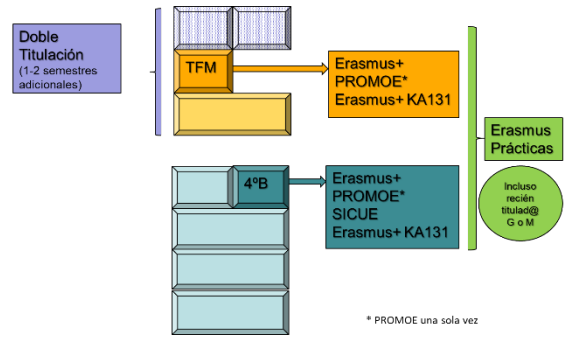 Doble
Titulación
(1-2 semestres
adicionales)
TFM
Erasmus+
PROMOE*
Erasmus+ KA131
4ºB
Erasmus+
PROMOE*
SICUE
Erasmus+ KA131
Erasmus
Prácticas
Incluso
recién
titulad@
G o M
* PROMOE una sola vez